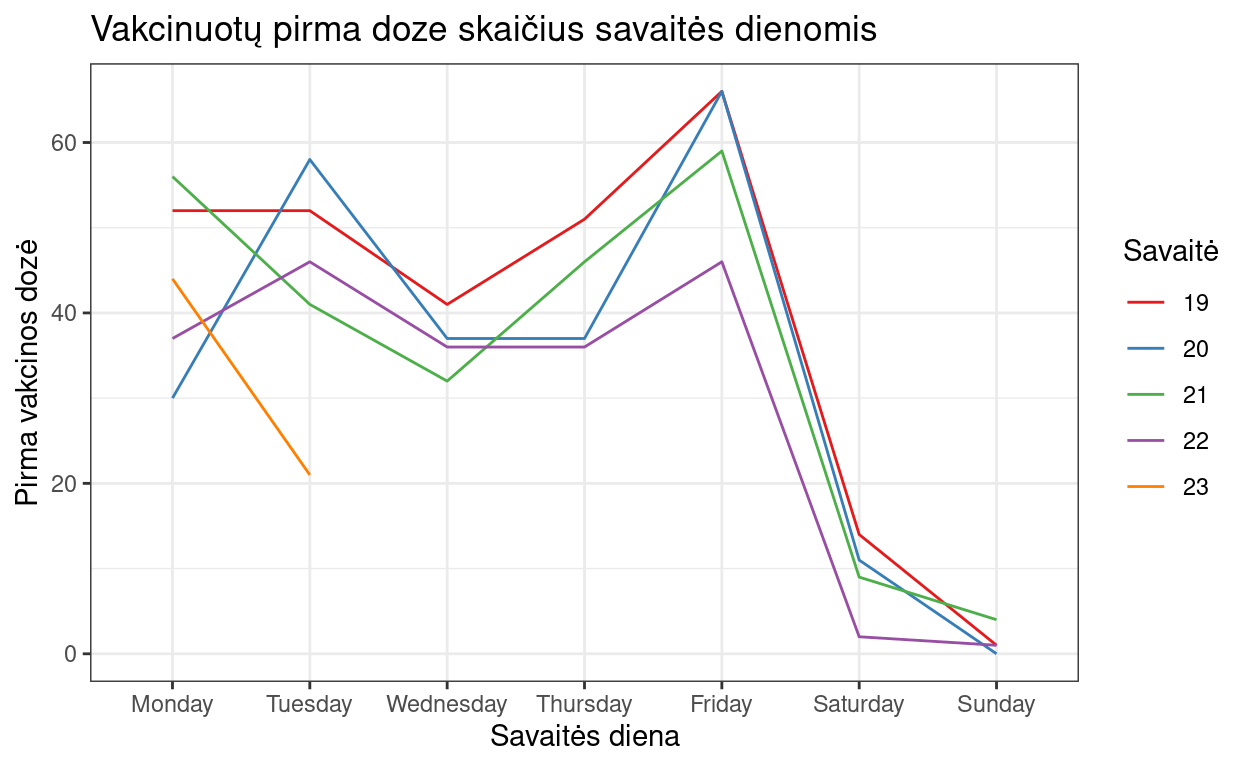 Vakcinuotų pirma doze skaičius savaitės dienomis
Pirma vakcinos dozė
60
40
20
0
Monday Tuesday Wednesday Thursday Friday Saturday Sunday
Savaitės diena
Savaitė
19
20
21
22
23